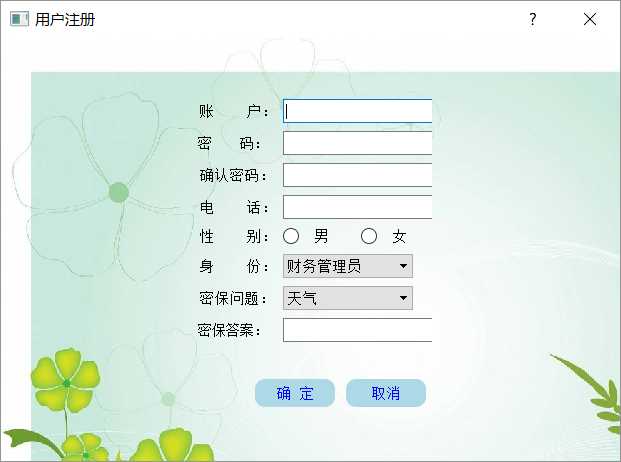 用户注册 ?
账 户：
密 码：
确认密码：
电 话：
性 别： 男 女
身 份： 财务管理员
密保问题： 天气
密保答案：
确 定 取消